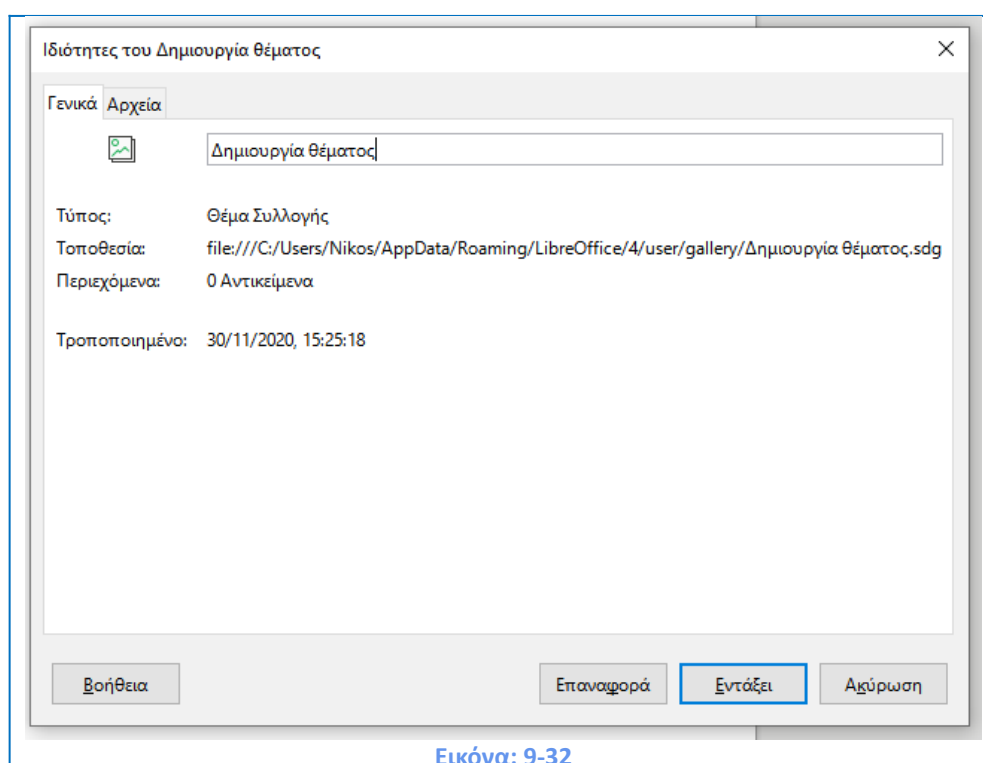 Ιδιότητες του Δημιουργία θέματος
Γενικά Αρχεία
Δημιουργία θέματος
Τύπος: Θέμα Συλλογής
Τοποθεσία: file:///C:/Users/Nikos/AppData/Roaming/LibreOffice/4/user/gallery/Δημιουργία θέματος.sdg
Περιεχόμενα: 0 Αντικείμενα
Τροποποιημένο: 30/11/2020, 15:25:18
Βοήθεια Επαναφορά Εντάξει Ακύρωση
Εικόνα: 9-32